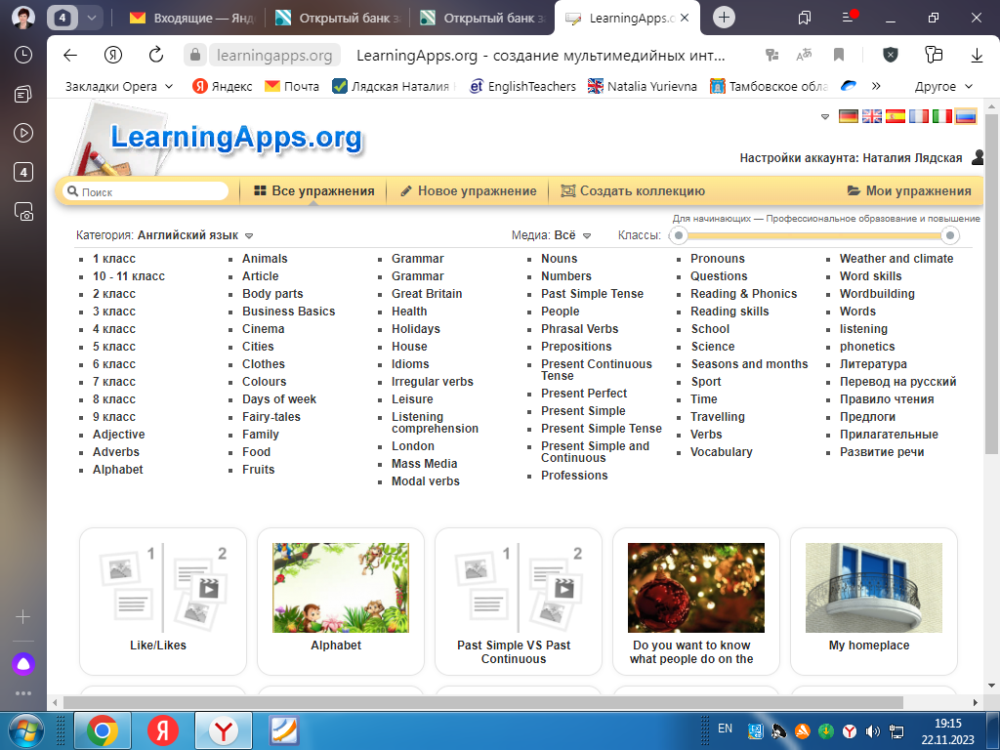 4
Входящие — Янд
Открытый банк з
Открытый банк з
LearningApps.o
learningapps.org
LearningApps.org - создание мультимедийных инт...
Закладки Opera
Яндекс
Почта
Лядская Наталия
EnglishTeachers
Natalia Yurievna
Тамбовское обла
»
Другое
4
LearningApps.org
Настройки аккаунта: Наталия Лядская
Поиск
Все упражнения
Новое упражнение
Создать коллекцию
Мои упражнения
Для начинающих — Профессиональное образование и повышение
Категория: Английский язык
Медиа: Всё
Классы:
1 класс
10 - 11 класс
2 класс
3 класс
4 класс
5 класс
6 класс
7 класс
8 класс
9 класс
Adjective
Adverbs
Alphabet
Animals
Article
Body parts
Business Basics
Cinema
Cities
Clothes
Colours
Days of week
Fairy-tales
Family
Food
Fruits
Grammar
Grammar
Great Britain
Health
Holidays
House
Idioms
Irregular verbs
Leisure
Listening
comprehension
London
Mass Media
Modal verbs
Nouns
Numbers
Past Simple Tense
People
Phrasal Verbs
Prepositions
Present Continuous
Tense
Present Perfect
Present Simple
Present Simple Tense
Present Simple and
Continuous
Professions
Pronouns
Questions
Reading & Phonics
Reading skills
School
Science
Seasons and months
Sport
Time
Travelling
Verbs
Vocabulary
Weather and climate
Word skills
Wordbuilding
Words
listening
phonetics
Литература
Перевод на русский
Правило чтения
Предлоги
Прилагательные
Развитие речи
1 2
Like/Likes
Alphabet
1 2
Past Simple VS Past
Continuous
Do you want to know
what people do on the
My homeplace
EN
19:15
22.11.2023